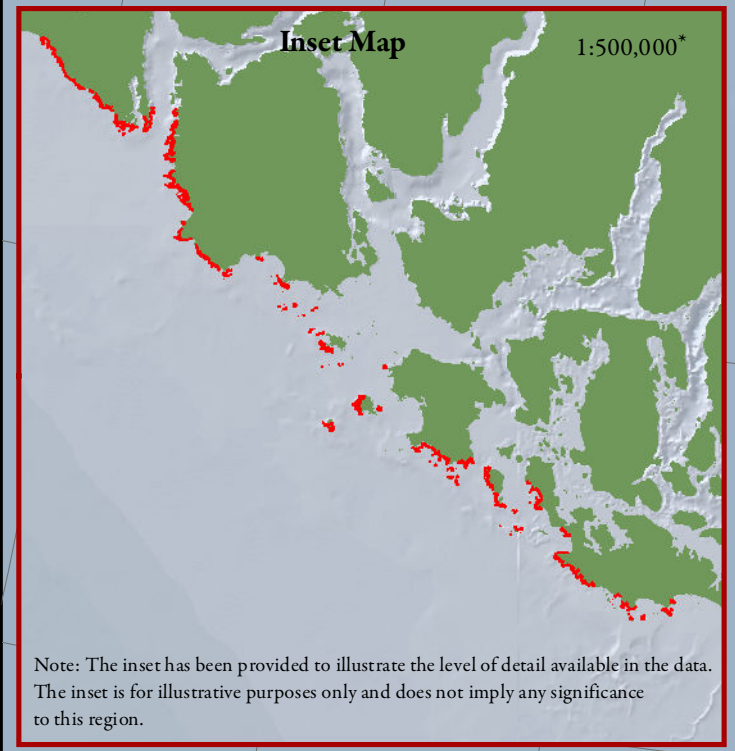 Inset Map
1:500,000*
Note: The inset has been provided to illustrate the level of detail available in the data.
The inset is for illustrative purposes only and does not imply any significance
to this region.